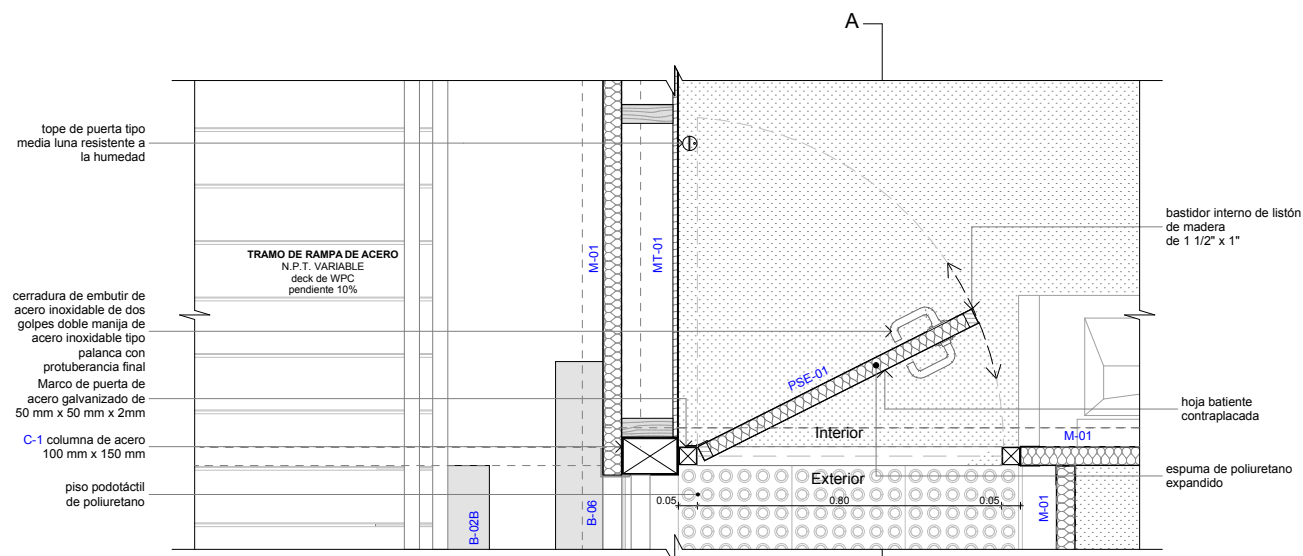 A
tope de puerta tipo
media luna resistente a
la humedad
bastidor interno de listón
de madera
de 1 1/2" x 1"
M-01
MT-01
TRAMO DE RAMPA DE ACERO
N.P.T. VARIABLE
deck de WPC
pendiente 10%
cerradura de embutir de
acero inoxidable de dos
golpes doble manija de
acero inoxidable tipo
palanca con
protuberancia final
Marco de puerta de
acero galvanizado de
50 mm x 50 mm x 2mm
PSE-01
hoja batiente
contraplacada
C-1 columna de acero
100 mm x 150 mm
Interior
M-01
espuma de poliuretano
expandido
Exterior
piso podotáctil
de poliuretano
0.05
0.80
0.05
B-02B
B-06
M-01